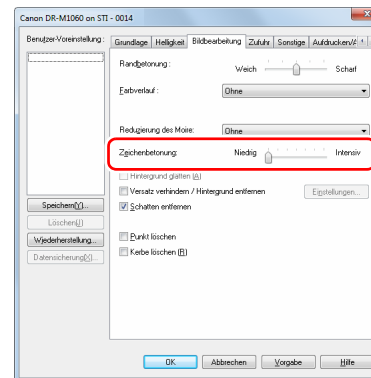 Canon DR-M1060 on STI - 0014
Benutzer-Voreinstellung :
Grundlage Helligkeit Bildbearbeitung Zufuhr Sonstige Aufdrucken/A
Randbetonung : Weich Scharf
Farbverlauf : Ohne
Reduzierung des Moire: Ohne
Zeichenbetonung: Niedrig Intensiv
Hintergrund glätten (A)
Versatz verhindern / Hintergrund entfernen Einstellungen...
Schatten entfernen
Punkt löschen
Kerbe löschen (R)
Speichern(Y)...
Löschen(J)
Wiederherstellung...
Datensicherung(X)...
OK Abbrechen Vorgabe Hilfe